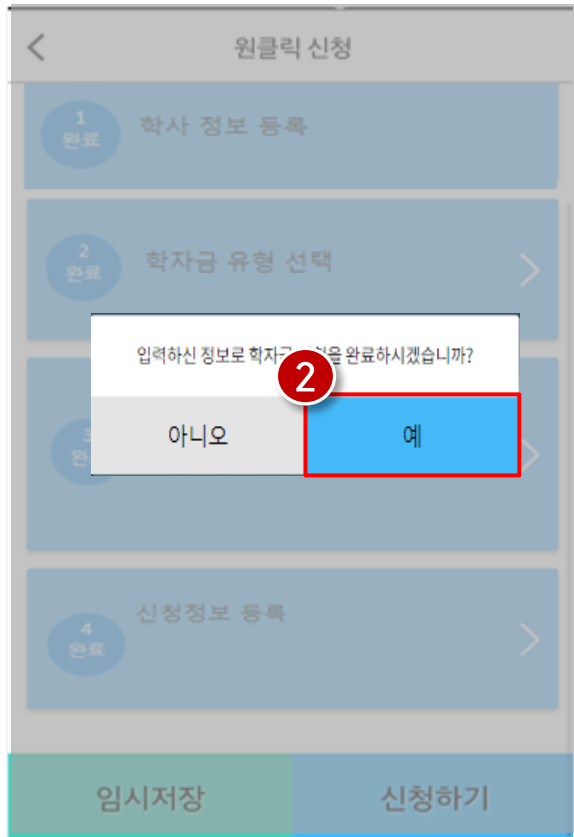 원클릭 신청
1
완료
학사 정보 등록
2
완료
학자금 유형 선택
입력하신 정보로 학자금 을 완료하시겠습니까?
2
아니오
예
3
4
완료
신청정보 등록
임시저장
신청하기